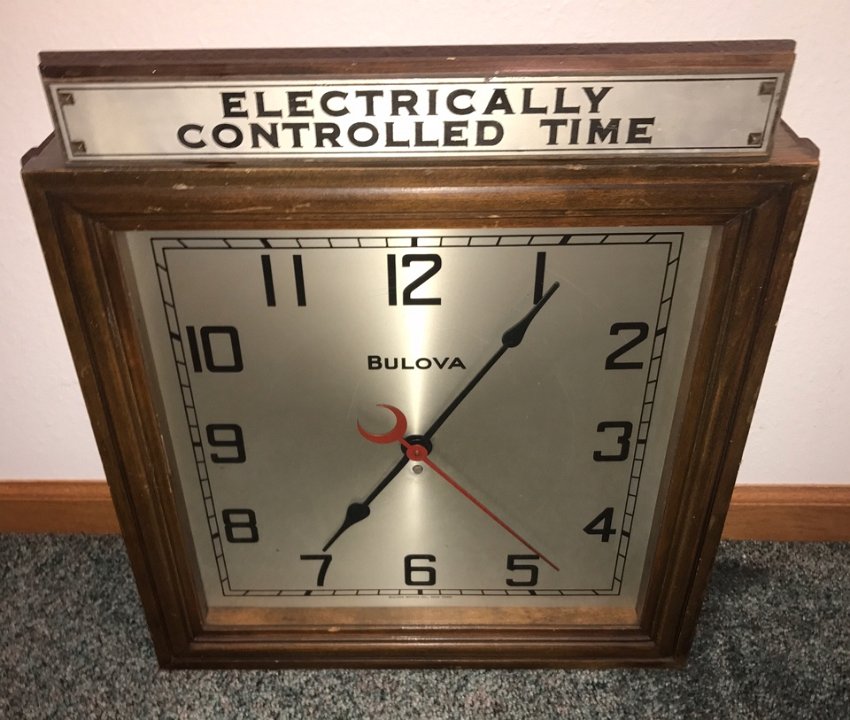 ELECTRICALLY
CONTROLLED TIME
11 12 1
10 2
BULOVA
9 3
8 4
7 6 5